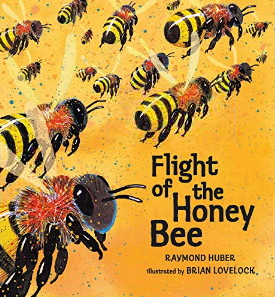 Flight
of the
Honey
Bee
RAYMOND HUBER
illustrated by BRIAN LOVELOCK